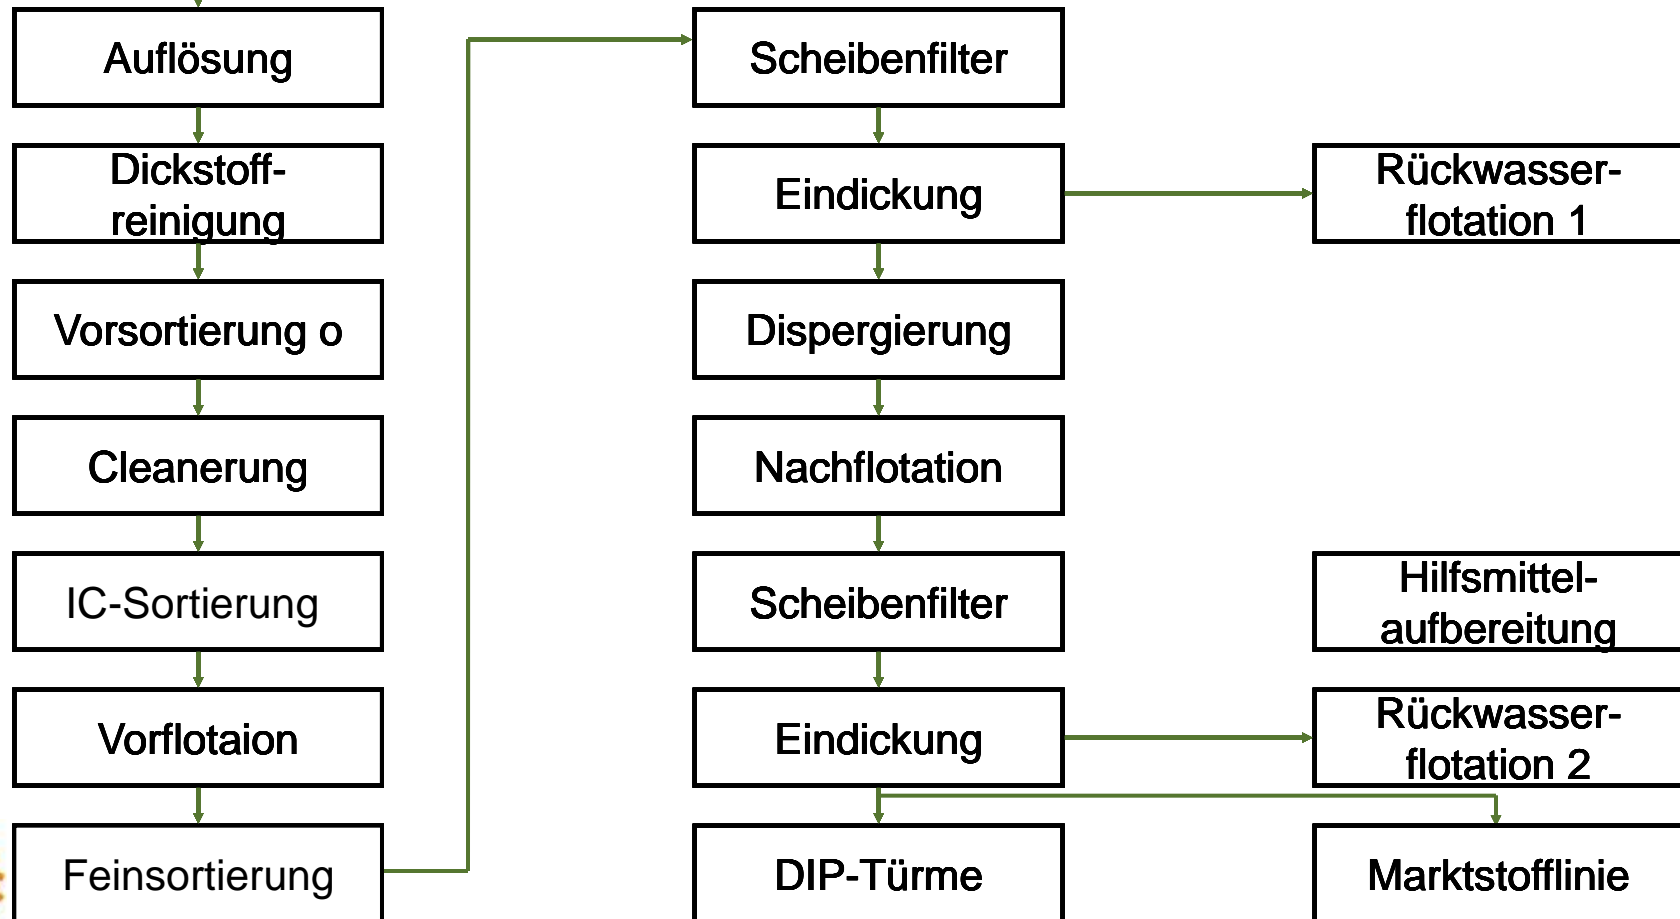 Auflösung
Dickstoff-
reinigung
Vorsortierung o
Cleanerung
IC-Sortierung
Vorflotaion
Feinsortierung
Scheibenfilter
Eindickung
Dispergierung
Nachflotation
Scheibenfilter
Eindickung
DIP-Türme
Rückwasser-
flotation 1
Hilfsmittel-
aufbereitung
Rückwasser-
flotation 2
Marktstofflinie